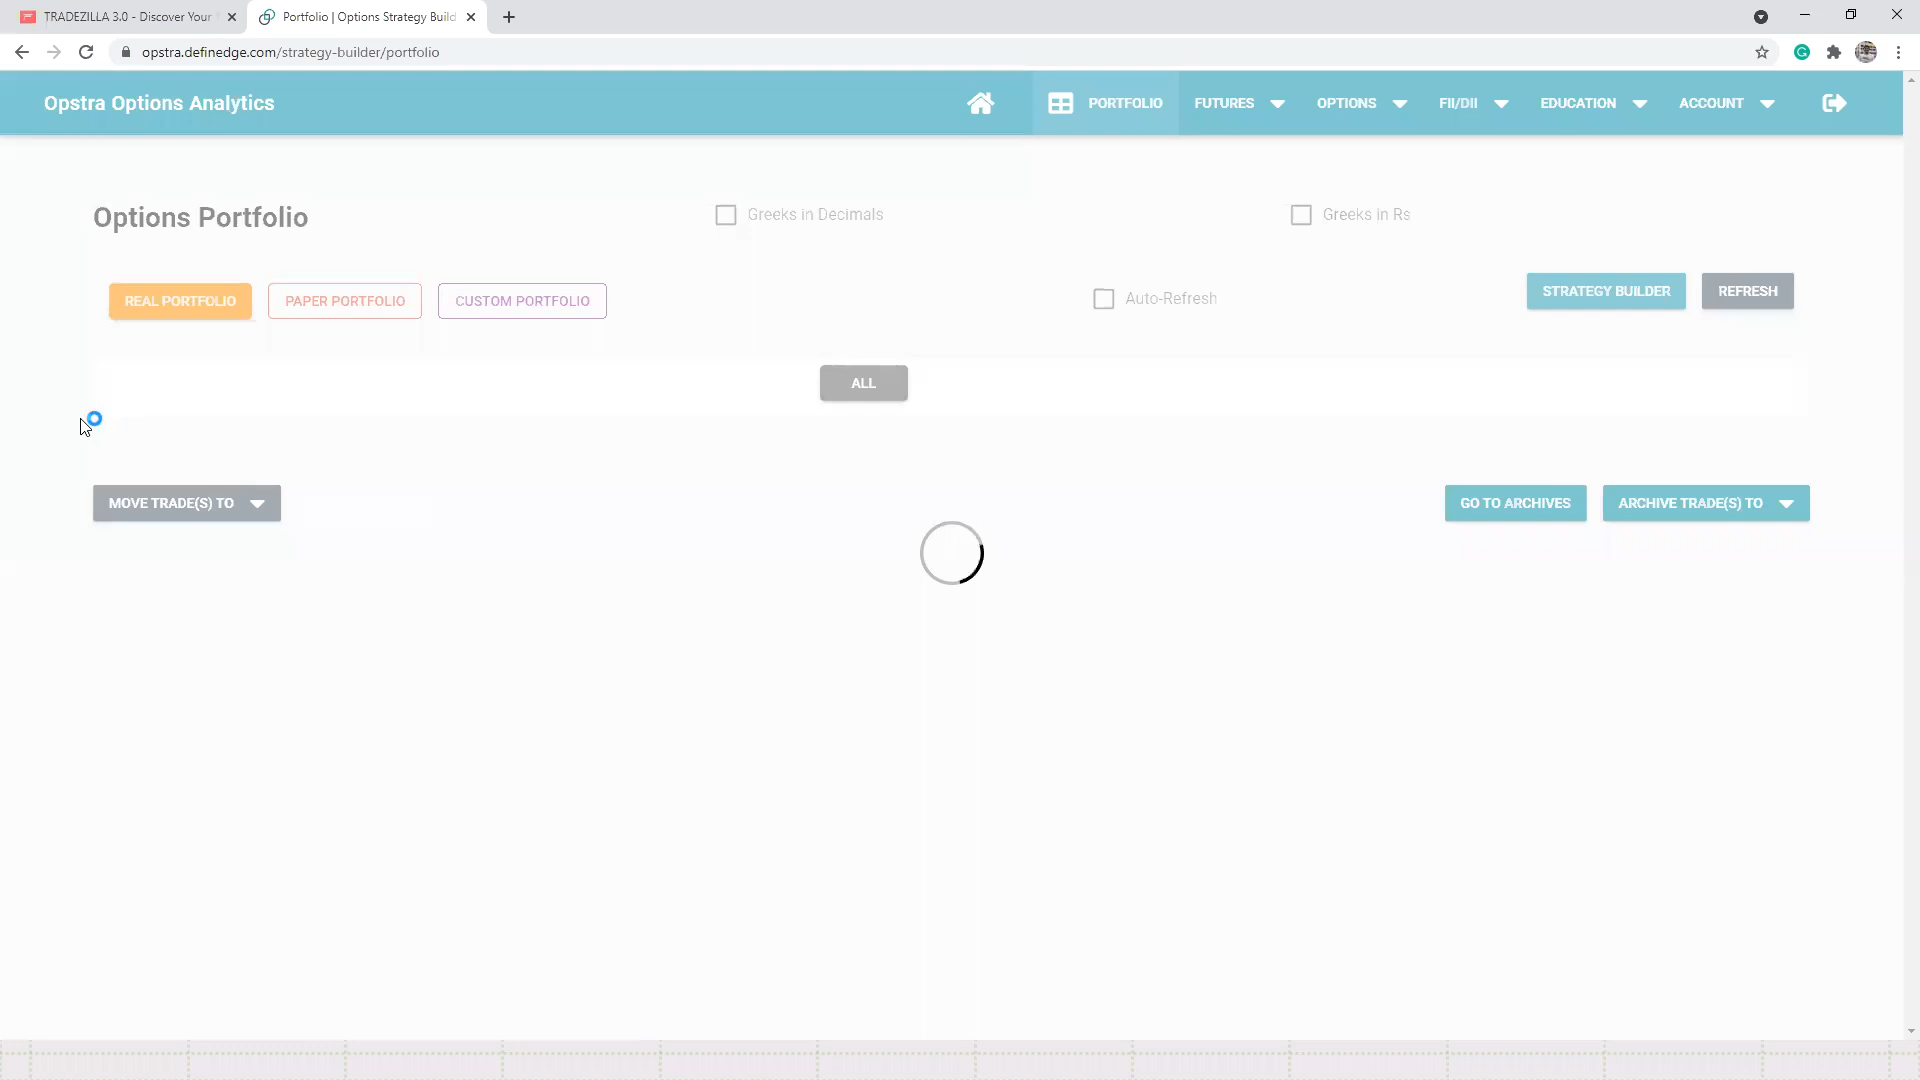 TRADEZILLA 3.0 - Discover Your
Portfolio | Options Strategy Build
opstra.definedge.com/strategy-builder/portfolio
Opstra Options Analytics
PORTFOLIO
FUTURES
OPTIONS
FII/DII
EDUCATION
ACCOUNT
Options Portfolio
Greeks in Decimals
Greeks in Rs
REAL PORTFOLIO
PAPER PORTFOLIO
CUSTOM PORTFOLIO
Auto-Refresh
STRATEGY BUILDER
REFRESH
ALL
MOVE TRADE(S) TO
GO TO ARCHIVES
ARCHIVE TRADE(S) TO